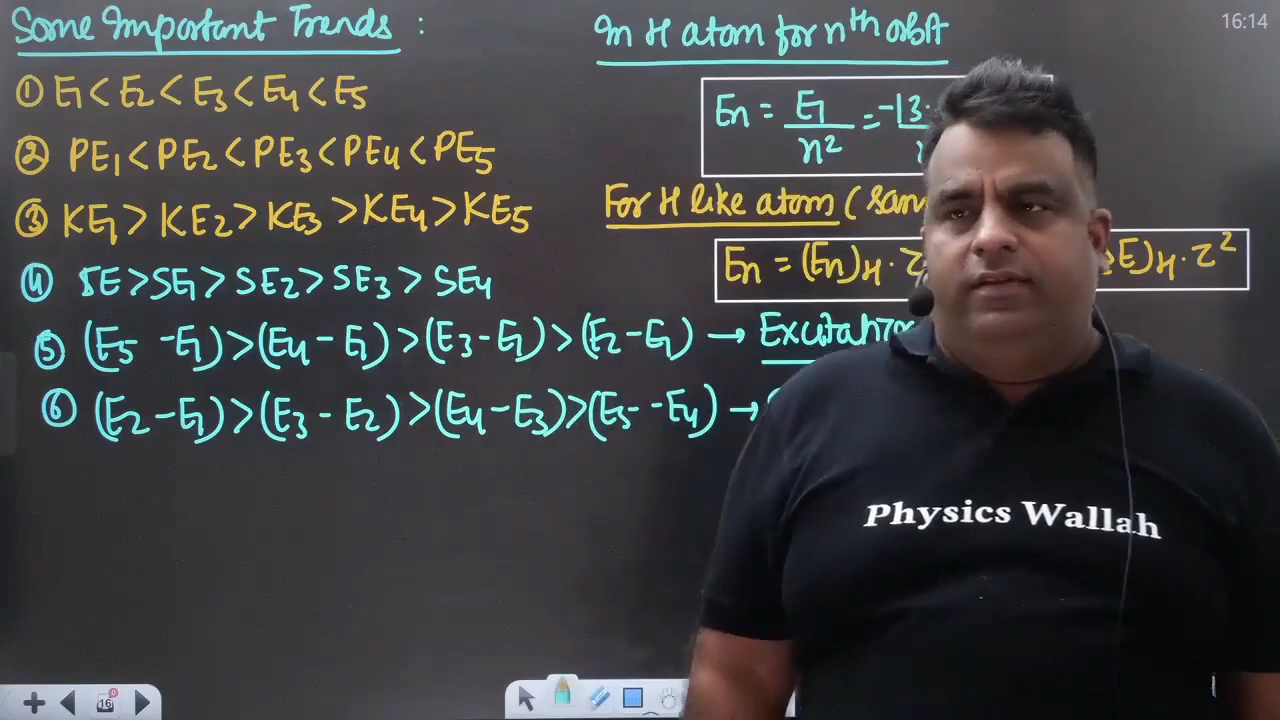 Some Important Trends :
① E1 < E2 < E3 < E4 < E5
② PE1 < PE2 < PE3 < PE4 < PE5
③ KE1 > KE2 > KE3 > KE4 > KE5
④ SE > SE1 > SE2 > SE3 > SE4
⑤ (E5 - E1) > (E4 - E1) > (E3 - E1) > (E2 - E1) →
⑥ (E2 - E1) > (E3 - E2) > (E4 - E3) > (E5 - - E4) →
In H atom for nth orbit
En = E1/n² = -13.
For H like atom (
En = (En)H · Z
E)H · Z²
16:14
Physics Wallah
16
0